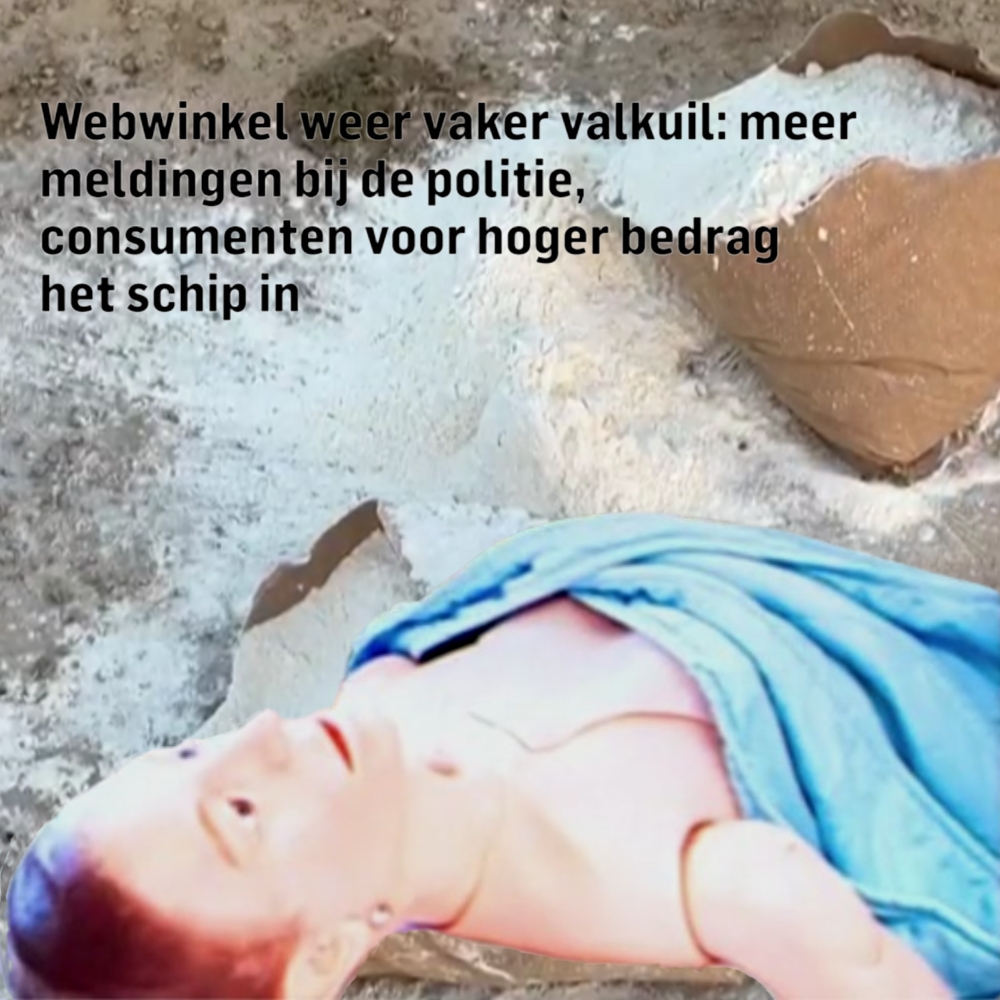 Webwinkel weer vaker valkuil: meer
meldingen bij de politie,
consumenten voor hoger bedrag
het schip in